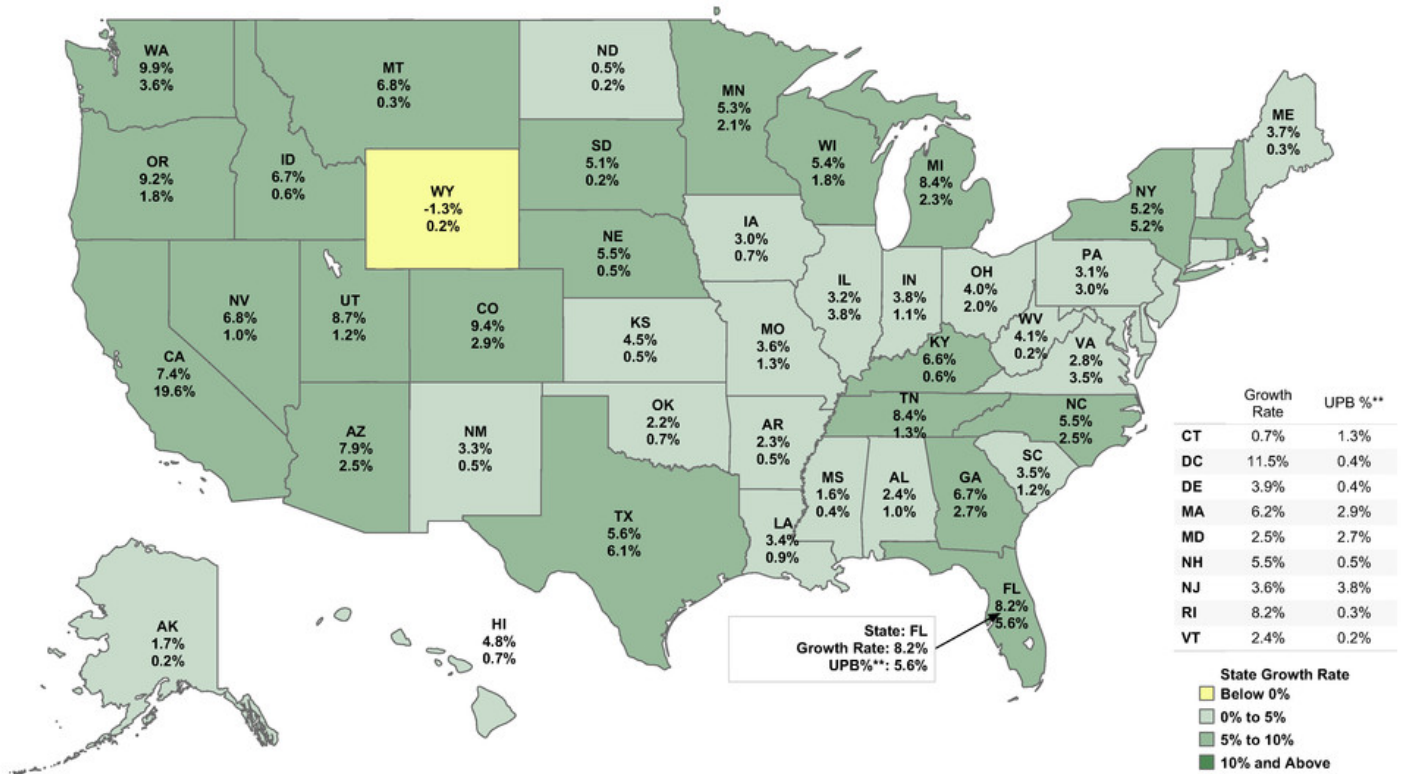 WA
9.9%
3.6%
MT
6.8%
0.3%
ND
0.5%
0.2%
MN
5.3%
2.1%
ME
3.7%
0.3%
OR
9.2%
1.8%
ID
6.7%
0.6%
WY
-1.3%
0.2%
SD
5.1%
0.2%
WI
5.4%
1.8%
MI
8.4%
2.3%
NY
5.2%
5.2%
NE
5.5%
0.5%
IA
3.0%
0.7%
NV
6.8%
1.0%
UT
8.7%
1.2%
CO
9.4%
2.9%
KS
4.5%
0.5%
MO
3.6%
1.3%
IL
3.2%
3.8%
IN
3.8%
1.1%
OH
4.0%
2.0%
PA
3.1%
3.0%
WV
4.1%
0.2%
VA
2.8%
3.5%
KY
6.6%
0.6%
CA
7.4%
19.6%
AZ
7.9%
2.5%
NM
3.3%
0.5%
OK
2.2%
0.7%
AR
2.3%
0.5%
TN
8.4%
1.3%
NC
5.5%
2.5%
SC
3.5%
1.2%
MS
1.6%
0.4%
AL
2.4%
1.0%
GA
6.7%
2.7%
TX
5.6%
6.1%
LA
3.4%
0.9%
FL
8.2%
5.6%
AK
1.7%
0.2%
HI
4.8%
0.7%
State: FL
Growth Rate: 8.2%
UPB%**: 5.6%
Growth
Rate UPB %**
CT 0.7% 1.3%
DC 11.5% 0.4%
DE 3.9% 0.4%
MA 6.2% 2.9%
MD 2.5% 2.7%
NH 5.5% 0.5%
NJ 3.6% 3.8%
RI 8.2% 0.3%
VT 2.4% 0.2%
State Growth Rate
Below 0%
0% to 5%
5% to 10%
10% and Above